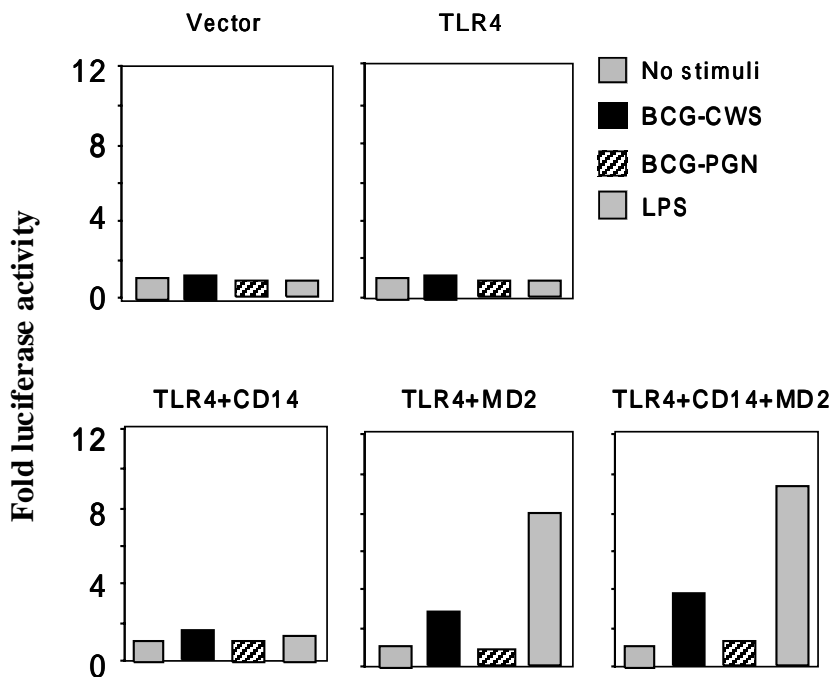 Vector
TLR4
No stimuli
BCG-CWS
BCG-PGN
LPS
12
8
4
0
Fold luciferase activity
TLR4+CD14
TLR4+MD2
TLR4+CD14+MD2
12
8
4
0